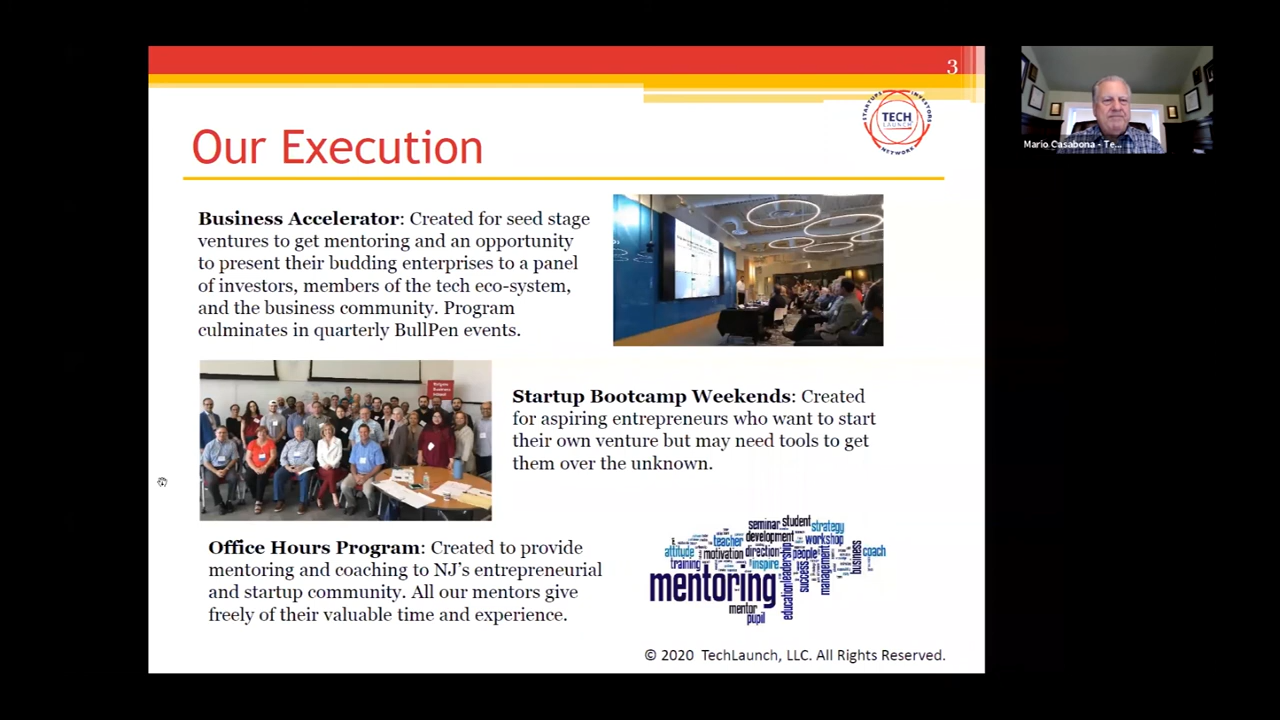 3
STARTUPS INVESTORS
TECH
LAUNCH
NETWORK
Mario Casabona - Te...
Our Execution
Business Accelerator: Created for seed stage
ventures to get mentoring and an opportunity
to present their budding enterprises to a panel
of investors, members of the tech eco-system,
and the business community. Program
culminates in quarterly BullPen events.
Startup Bootcamp Weekends: Created
for aspiring entrepreneurs who want to start
their own venture but may need tools to get
them over the unknown.
Office Hours Program: Created to provide
mentoring and coaching to NJ's entrepreneurial
and startup community. All our mentors give
freely of their valuable time and experience.
seminar student strategy
teacher development workshop
attitude motivation direction people business coach
training inspire
mentoring education leadership success management
mentor
pupil
© 2020 TechLaunch, LLC. All Rights Reserved.